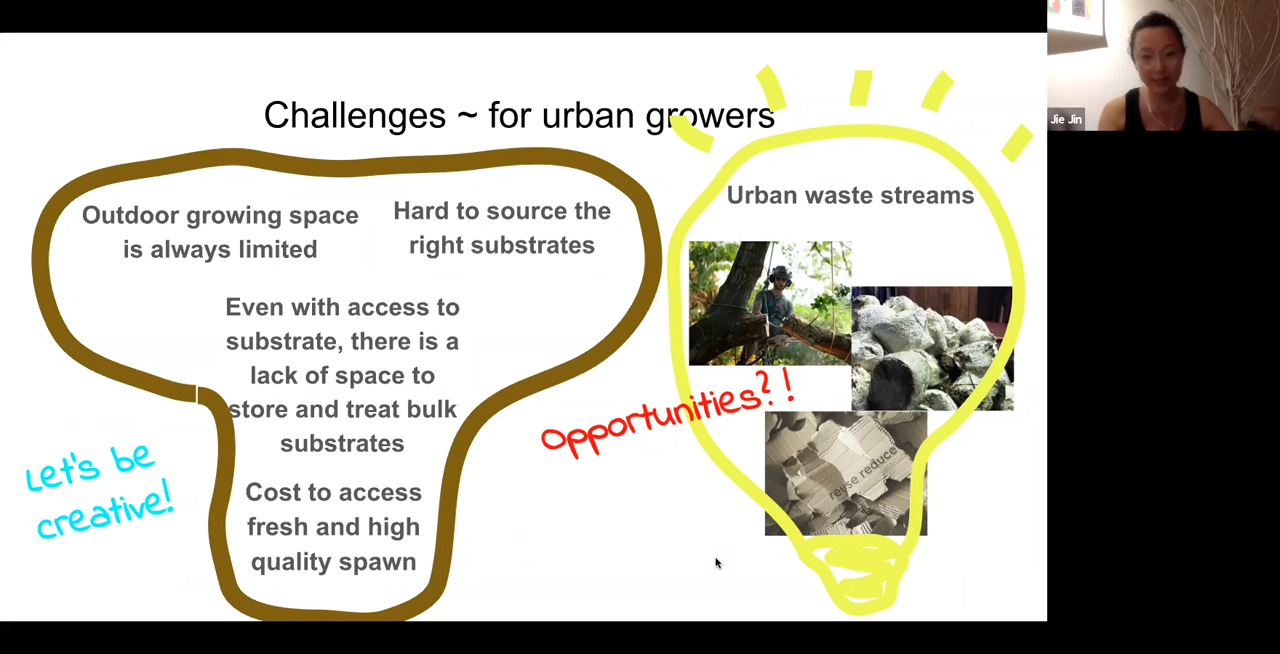 Challenges ~ for urban growers
Outdoor growing space
is always limited
Hard to source the
right substrates
Even with access to
substrate, there is a
lack of space to
store and treat bulk
substrates
Cost to access
fresh and high
quality spawn
Let's be
creative!
Opportunities?!
Urban waste streams
reuse reduce
Jie Jin